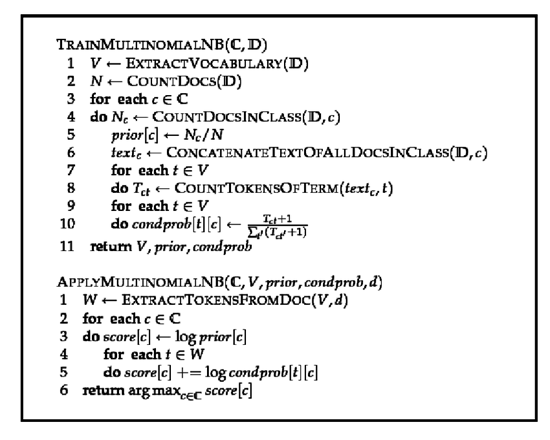 TRAINMULTINOMIALNB(ℂ, 𝔻)
1 V ← EXTRACTVOCABULARY(𝔻)
2 N ← COUNTDOCS(𝔻)
3 for each c ∈ ℂ
4 do N_c ← COUNTDOCSINCLASS(𝔻, c)
5 prior[c] ← N_c/N
6 text_c ← CONCATENATETEXTOFALLDOCSINCLASS(𝔻, c)
7 for each t ∈ V
8 do T_ct ← COUNTTOKENSOFTERM(text_c, t)
9 for each t ∈ V
10 do condprob[t][c] ← (T_ct+1)/(∑_t′(T_ct′+1))
11 return V, prior, condprob
APPLYMULTINOMIALNB(ℂ, V, prior, condprob, d)
1 W ← EXTRACTTOKENSFROMDOC(V, d)
2 for each c ∈ ℂ
3 do score[c] ← log prior[c]
4 for each t ∈ W
5 do score[c] += log condprob[t][c]
6 return arg max_c∈ℂ score[c]